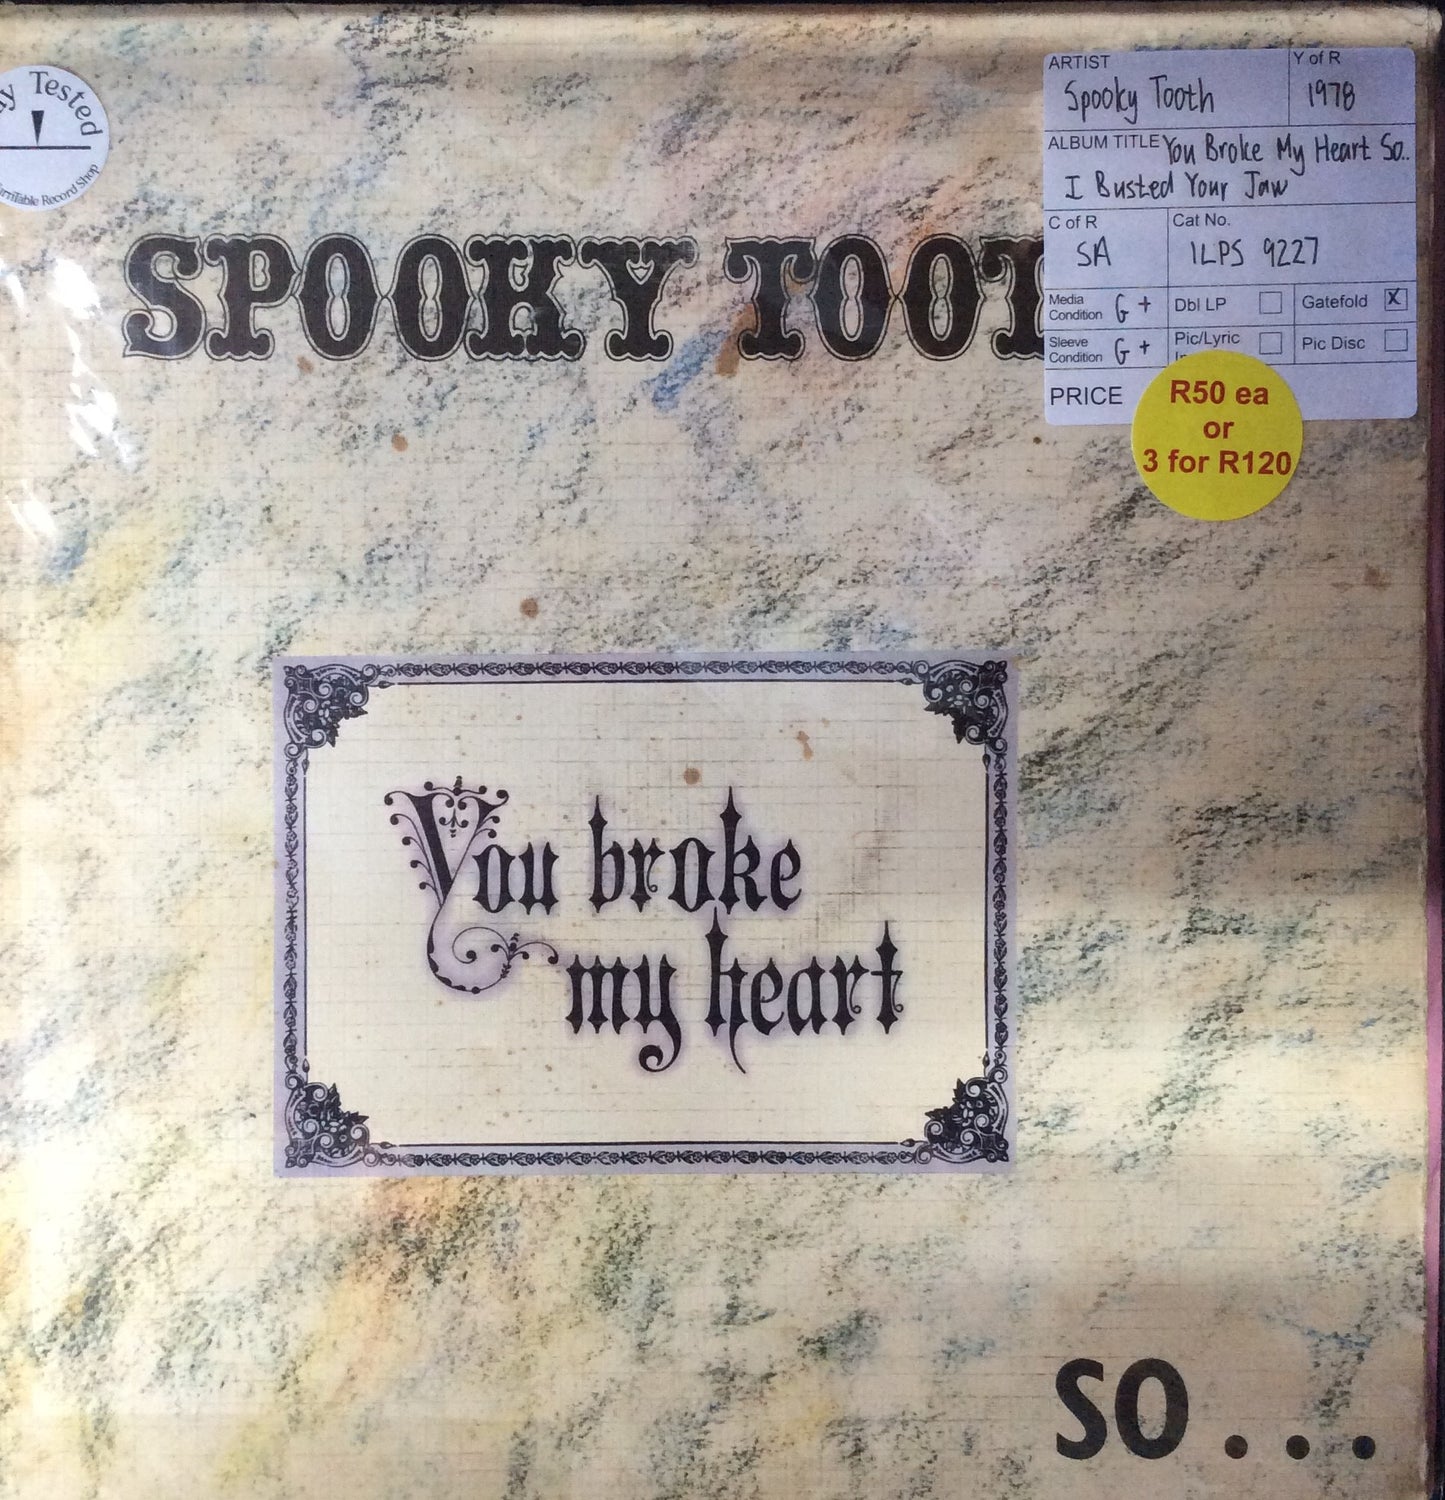 Tested
Table Record Shop
SPOOKY TOOT
ARTIST
Spooky Tooth
Y of R
1978
ALBUM TITLE You Broke My Heart So..
I Busted Your Jaw
C of R
SA
Cat No.
ILPS 9227
Media
Condition G +
Dbl LP
Gatefold X
Sleeve
Condition G +
Pic/Lyric
Pic Disc
PRICE
R50 ea
or
3 for R120
You broke
my heart
SO...